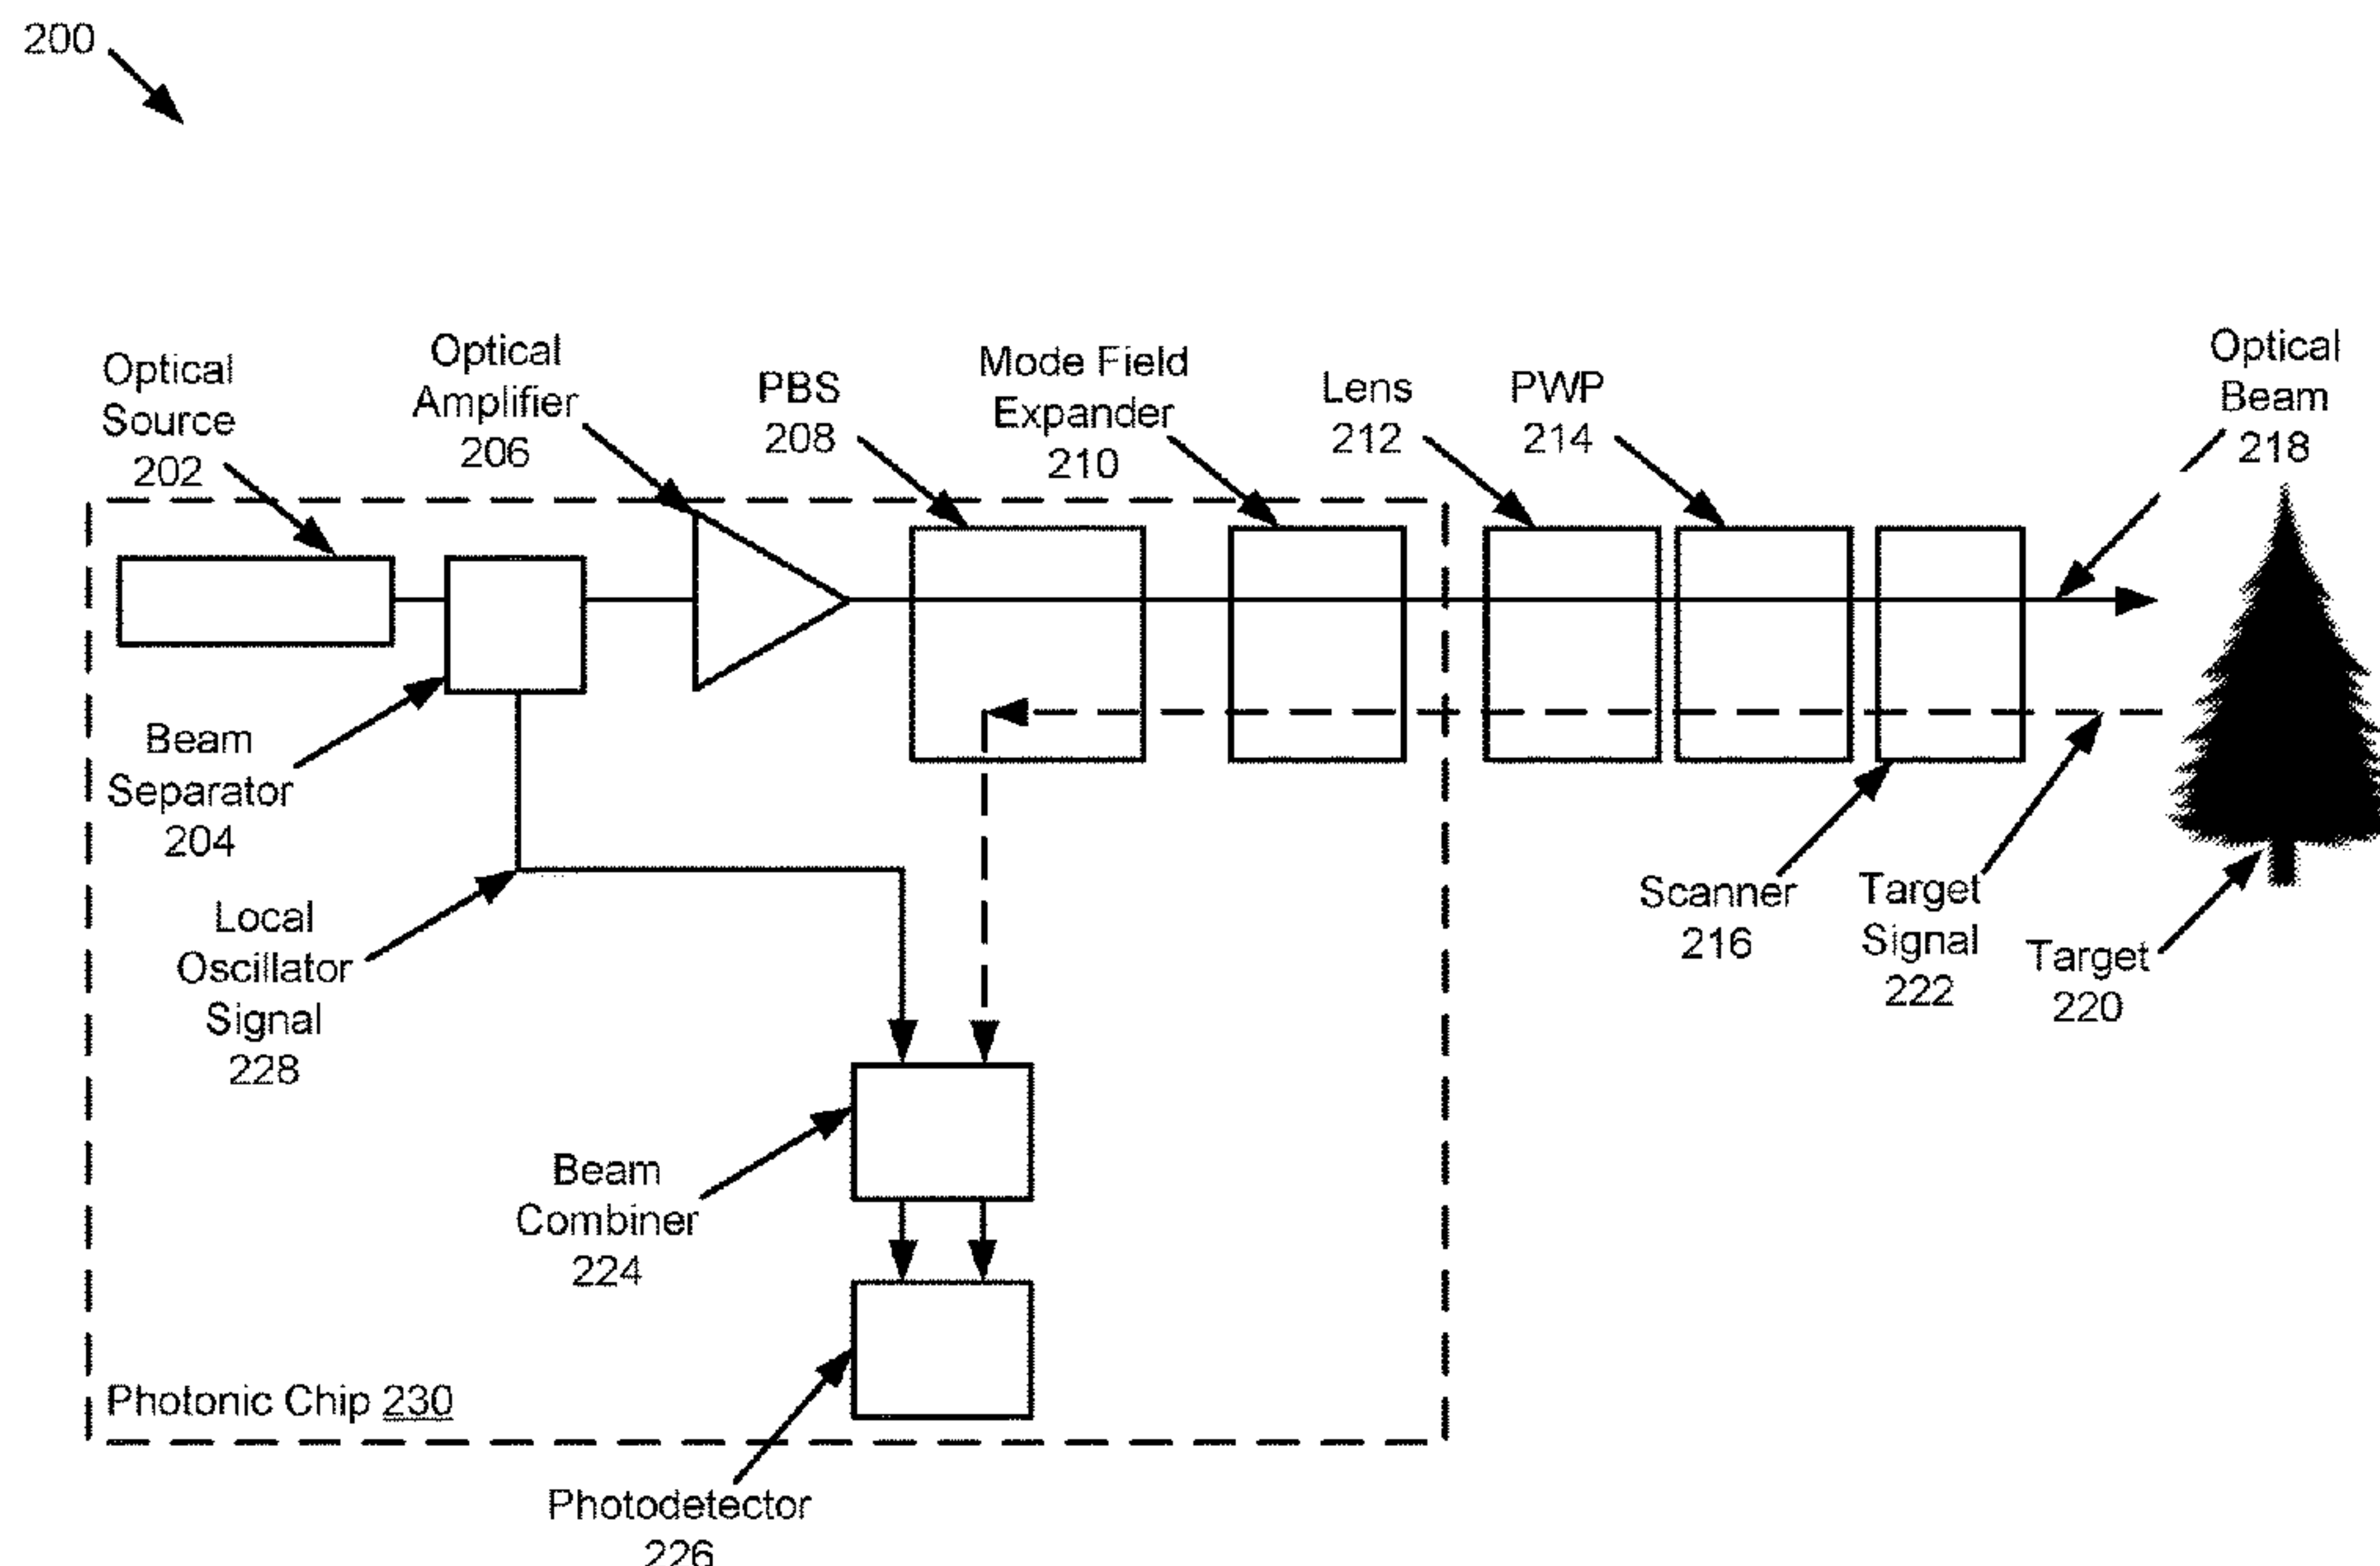 200
Optical
Source
202
Optical
Amplifier
206
PBS
208
Mode Field
Expander
210
Lens
212
PWP
214
Optical
Beam
218
Beam
Separator
204
Local
Oscillator
Signal
228
Scanner
216
Target
Signal
222
Target
220
Beam
Combiner
224
Photonic Chip 230
Photodetector
226